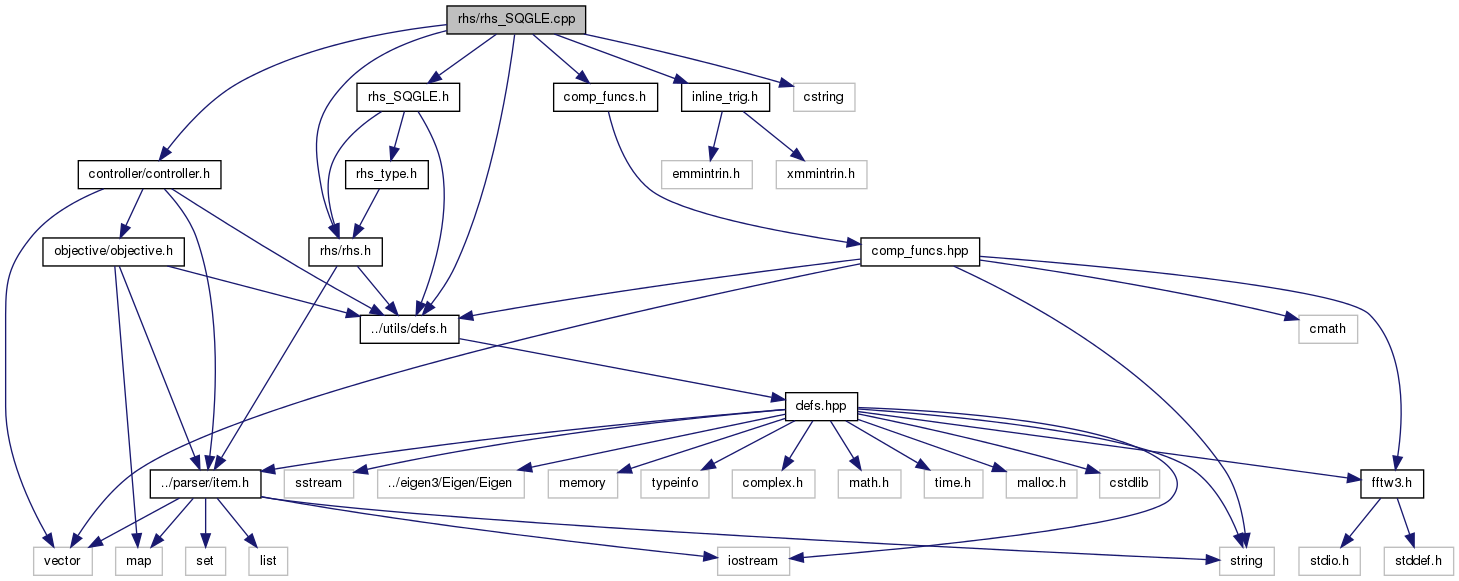 rhs/rhs_SQGLE.cpp
rhs_SQGLE.h
comp_funcs.h
inline_trig.h
cstring
controller/controller.h
rhs_type.h
emmintrin.h
xmmintrin.h
objective/objective.h
rhs/rhs.h
comp_funcs.hpp
../utils/defs.h
cmath
defs.hpp
../parser/item.h
sstream
../eigen3/Eigen/Eigen
memory
typeinfo
complex.h
math.h
time.h
malloc.h
cstdlib
fftw3.h
vector
map
set
list
iostream
string
stdio.h
stddef.h